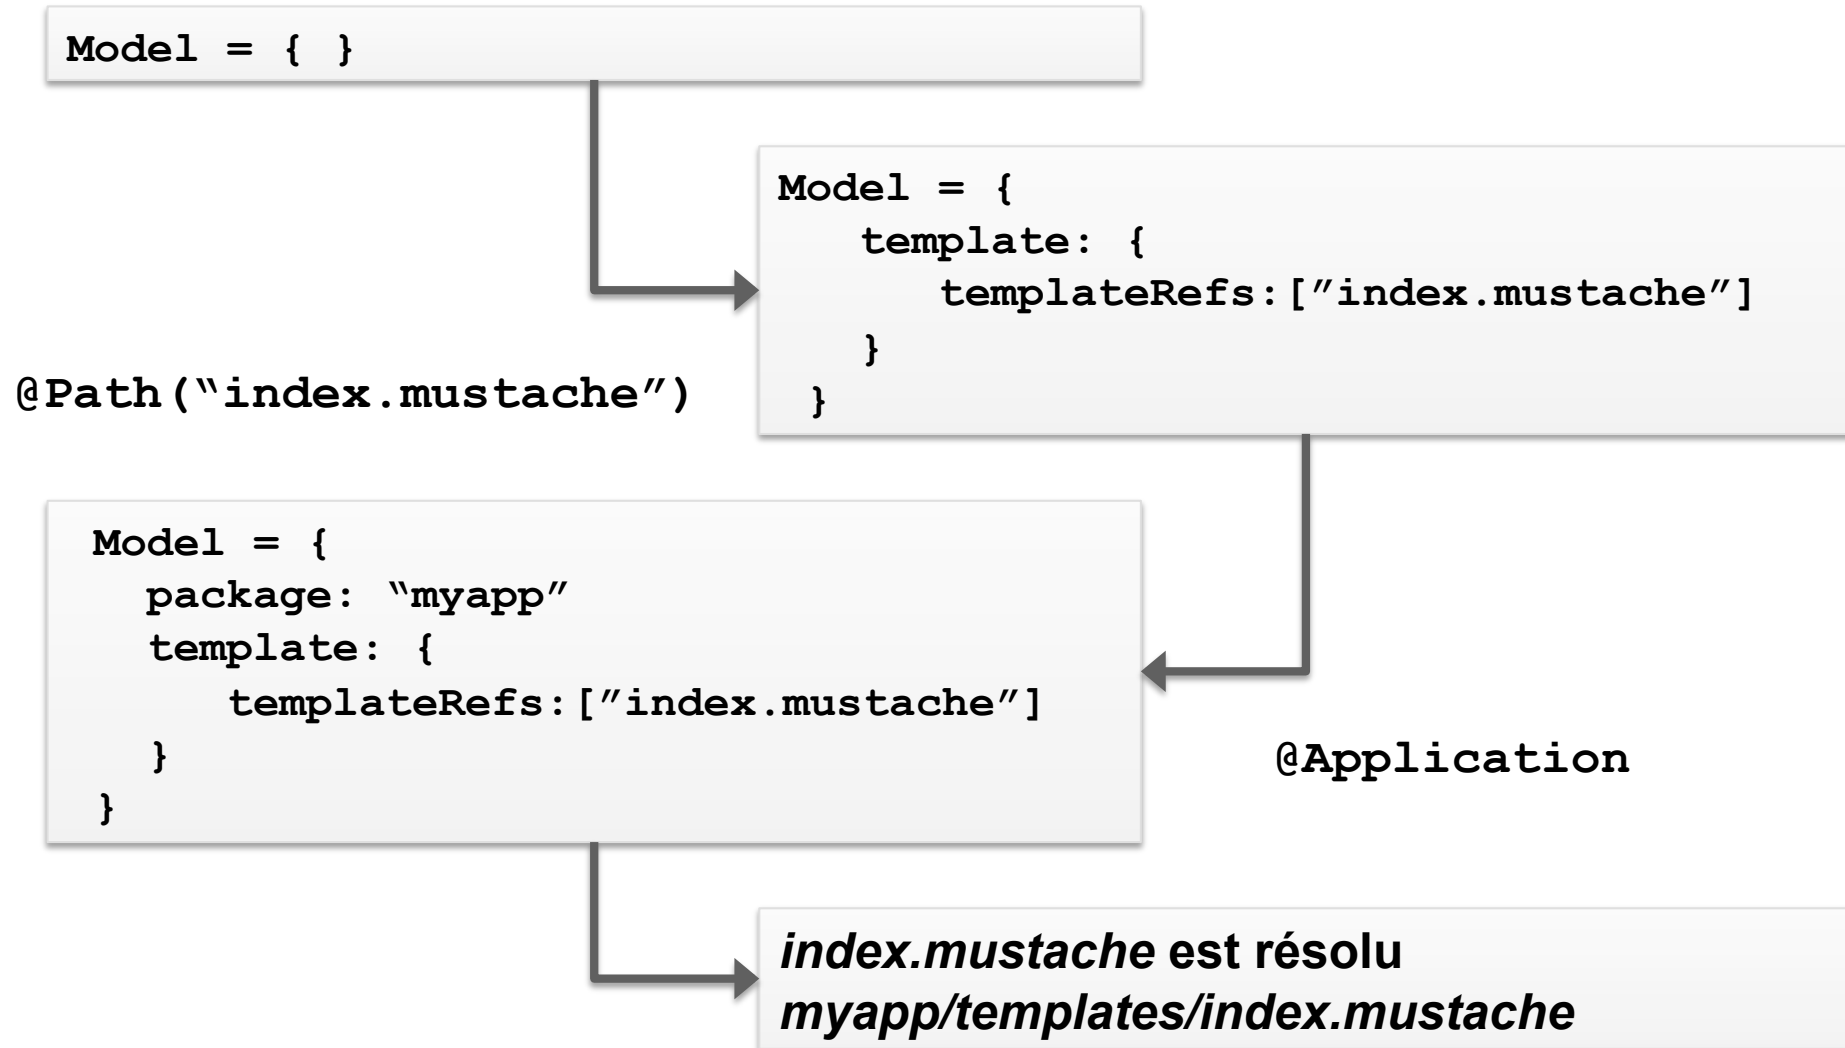 Model = { }
Model = {
template: {
templateRefs:[″index.mustache″]
}
}
@Path(‶index.mustache″)
Model = {
package: ‶myapp″
template: {
templateRefs:[″index.mustache″]
}
}
@Application
index.mustache est résolu
myapp/templates/index.mustache